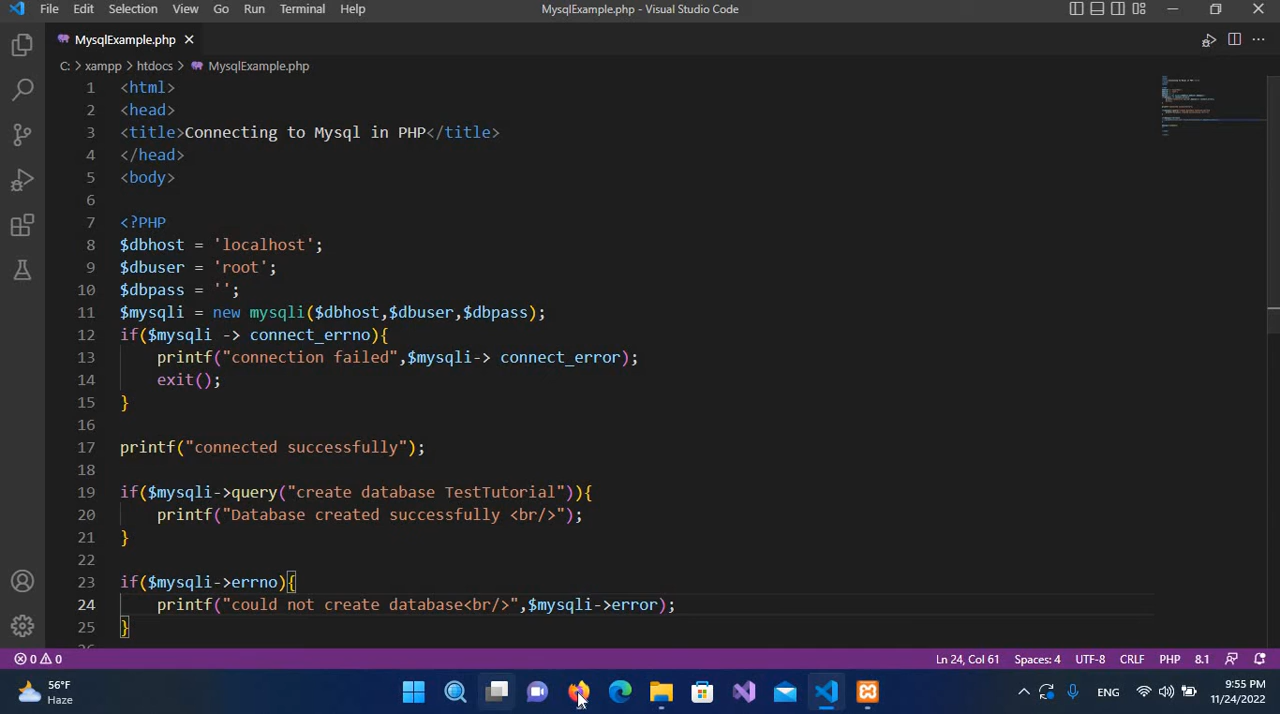 File Edit Selection View Go Run Terminal Help MysqlExample.php - Visual Studio Code
MysqlExample.php
C: > xampp > htdocs > MysqlExample.php
1 <html>
2 <head>
3 <title>Connecting to Mysql in PHP</title>
4 </head>
5 <body>
6
7 <?PHP
8 $dbhost = 'localhost';
9 $dbuser = 'root';
10 $dbpass = '';
11 $mysqli = new mysqli($dbhost,$dbuser,$dbpass);
12 if($mysqli -> connect_errno){
13 printf("connection failed",$mysqli-> connect_error);
14 exit();
15 }
16
17 printf("connected successfully");
18
19 if($mysqli->query("create database TestTutorial")){
20 printf("Database created successfully <br/>");
21 }
22
23 if($mysqli->errno){
24 printf("could not create database<br/>",$mysqli->error);
25 }
0 0 Ln 24, Col 61 Spaces: 4 UTF-8 CRLF PHP 8.1
56°F
Haze
ENG
9:55 PM
11/24/2022